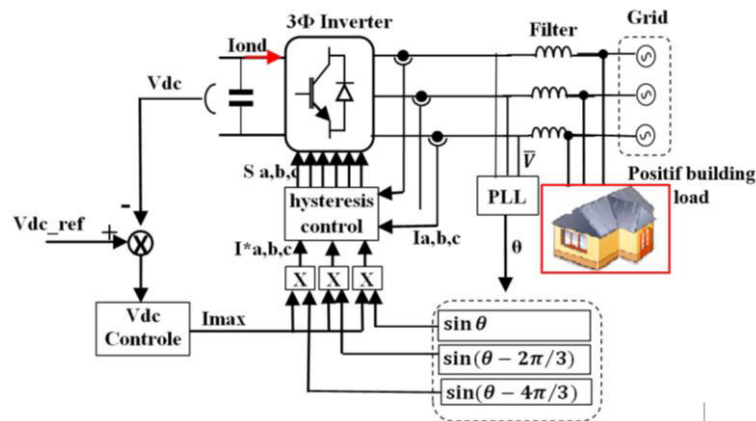 3Φ Inverter
Filter
Grid
Iond
Vdc
S a,b,c
V̅
Positif building
load
PLL
hysteresis
control
Vdc_ref
+
-
X
Ia,b,c
θ
I*a,b,c
X X X
Vdc
Controle
Imax
sin θ
sin(θ − 2π/3)
sin(θ − 4π/3)